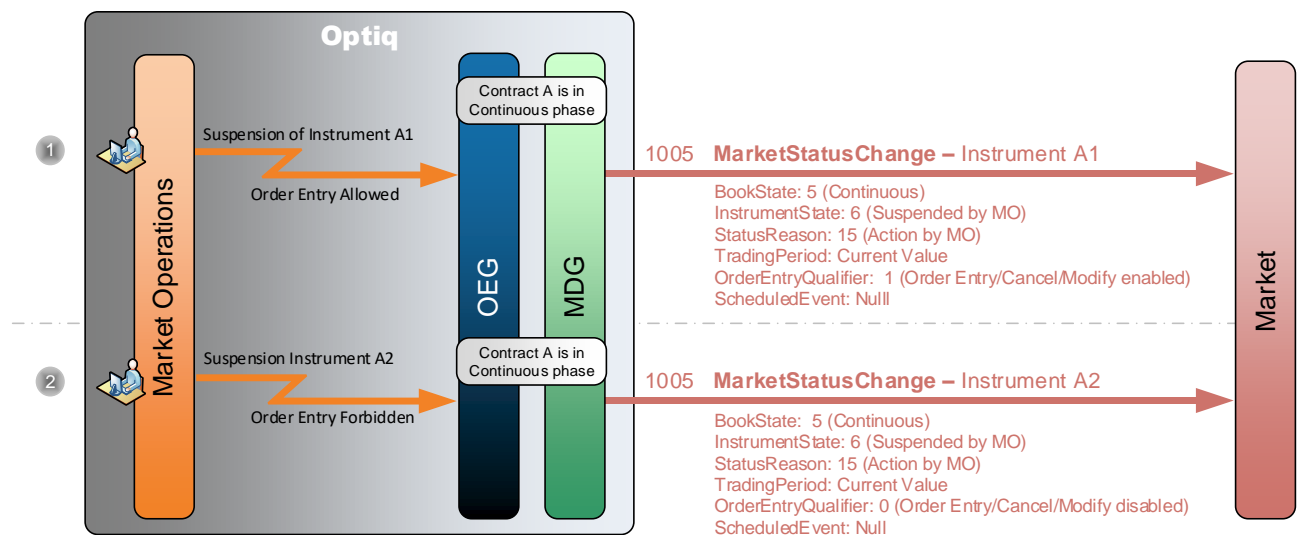 Optiq
Contract A is in
Continuous phase
1
Suspension of Instrument A1
Order Entry Allowed
1005 MarketStatusChange – Instrument A1
BookState: 5 (Continuous)
InstrumentState: 6 (Suspended by MO)
StatusReason: 15 (Action by MO)
TradingPeriod: Current Value
OrderEntryQualifier: 1 (Order Entry/Cancel/Modify enabled)
ScheduledEvent: Null
Market Operations
OEG
MDG
Market
Contract A is in
Continuous phase
2
Suspension Instrument A2
Order Entry Forbidden
1005 MarketStatusChange – Instrument A2
BookState: 5 (Continuous)
InstrumentState: 6 (Suspended by MO)
StatusReason: 15 (Action by MO)
TradingPeriod: Current Value
OrderEntryQualifier: 0 (Order Entry/Cancel/Modify disabled)
ScheduledEvent: Null